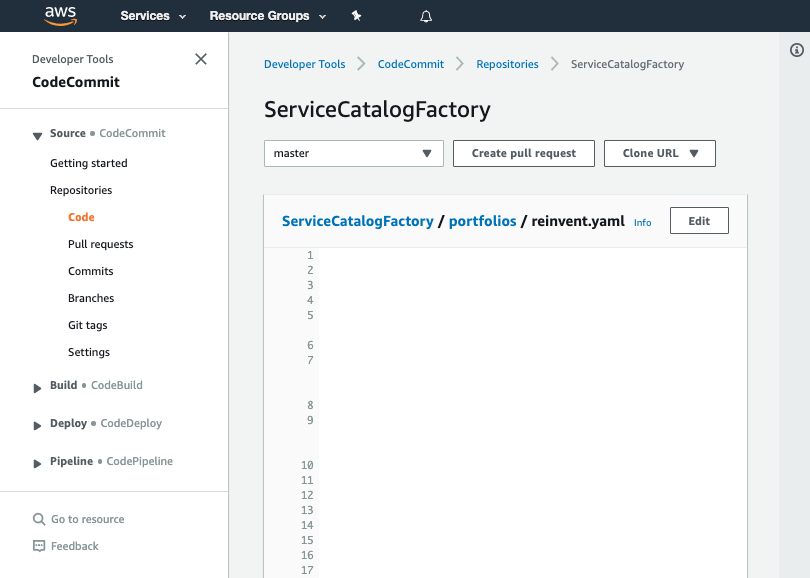 aws Services Resource Groups
Developer Tools
CodeCommit
Source • CodeCommit
Getting started
Repositories
Code
Pull requests
Commits
Branches
Git tags
Settings
Build • CodeBuild
Deploy • CodeDeploy
Pipeline • CodePipeline
Go to resource
Feedback
Developer Tools CodeCommit Repositories ServiceCatalogFactory
ServiceCatalogFactory
master Create pull request Clone URL
ServiceCatalogFactory / portfolios / reinvent.yaml Info Edit
1
2
3
4
5
6
7
8
9
10
11
12
13
14
15
16
17